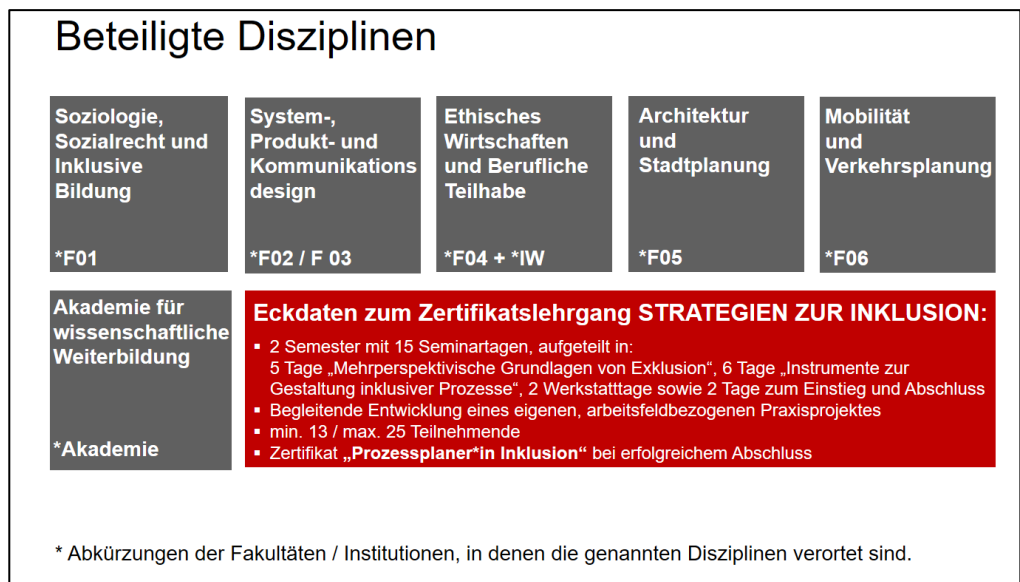 Beteiligte Disziplinen
Soziologie,
Sozialrecht und
Inklusive
Bildung
*F01
System-,
Produkt- und
Kommunikations
design
*F02 / F 03
Ethisches
Wirtschaften
und Berufliche
Teilhabe
*F04 + *IW
Architektur
und
Stadtplanung
*F05
Mobilität
und
Verkehrsplanung
*F06
Akademie für
wissenschaftliche
Weiterbildung
*Akademie
Eckdaten zum Zertifikatslehrgang STRATEGIEN ZUR INKLUSION:
▪ 2 Semester mit 15 Seminartagen, aufgeteilt in:
5 Tage „Mehrperspektivische Grundlagen von Exklusion“, 6 Tage „Instrumente zur
Gestaltung inklusiver Prozesse“, 2 Werkstatttage sowie 2 Tage zum Einstieg und Abschluss
▪ Begleitende Entwicklung eines eigenen, arbeitsfeldbezogenen Praxisprojektes
▪ min. 13 / max. 25 Teilnehmende
▪ Zertifikat „Prozessplaner*in Inklusion“ bei erfolgreichem Abschluss
* Abkürzungen der Fakultäten / Institutionen, in denen die genannten Disziplinen verortet sind.